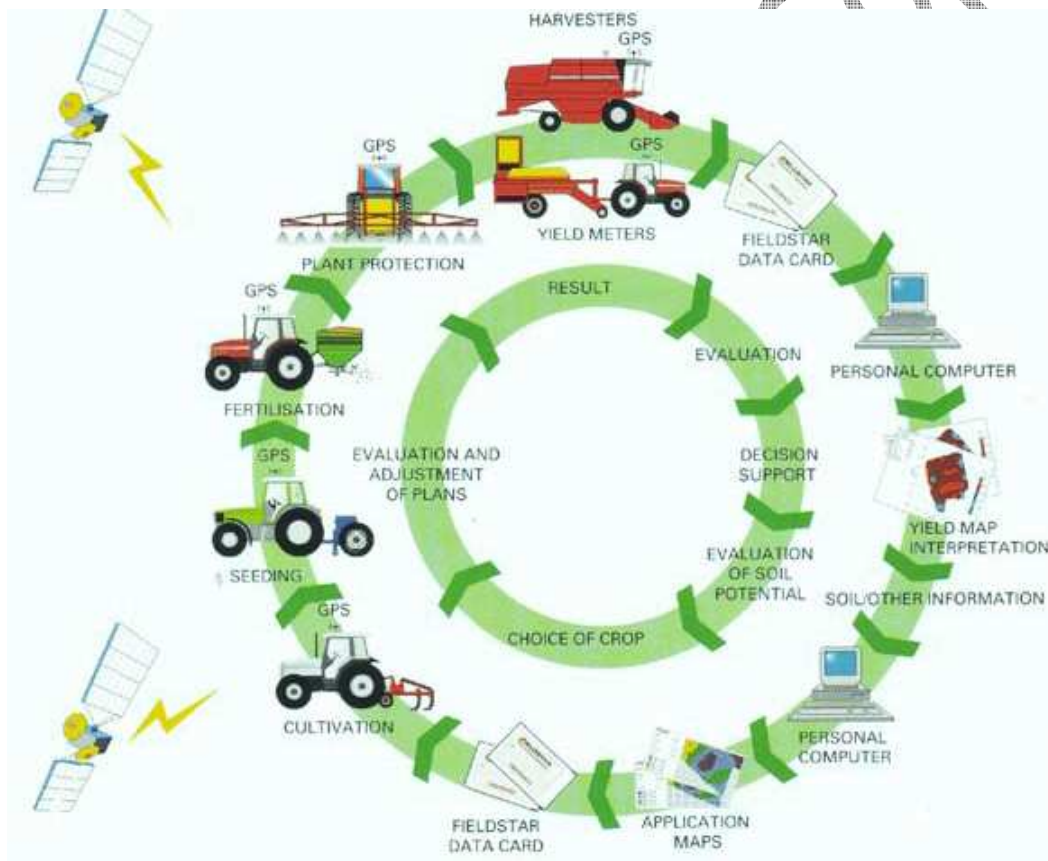 HARVESTERS
GPS
GPS
YIELD METERS
FIELDSTAR
DATA CARD
PERSONAL COMPUTER
YIELD MAP
INTERPRETATION
SOIL/OTHER INFORMATION
PERSONAL
COMPUTER
APPLICATION
MAPS
FIELDSTAR
DATA CARD
GPS
CULTIVATION
GPS
SEEDING
GPS
FERTILISATION
GPS
PLANT PROTECTION
RESULT
EVALUATION
DECISION
SUPPORT
EVALUATION
OF SOIL
POTENTIAL
CHOICE OF CROP
EVALUATION AND
ADJUSTMENT
OF PLANS